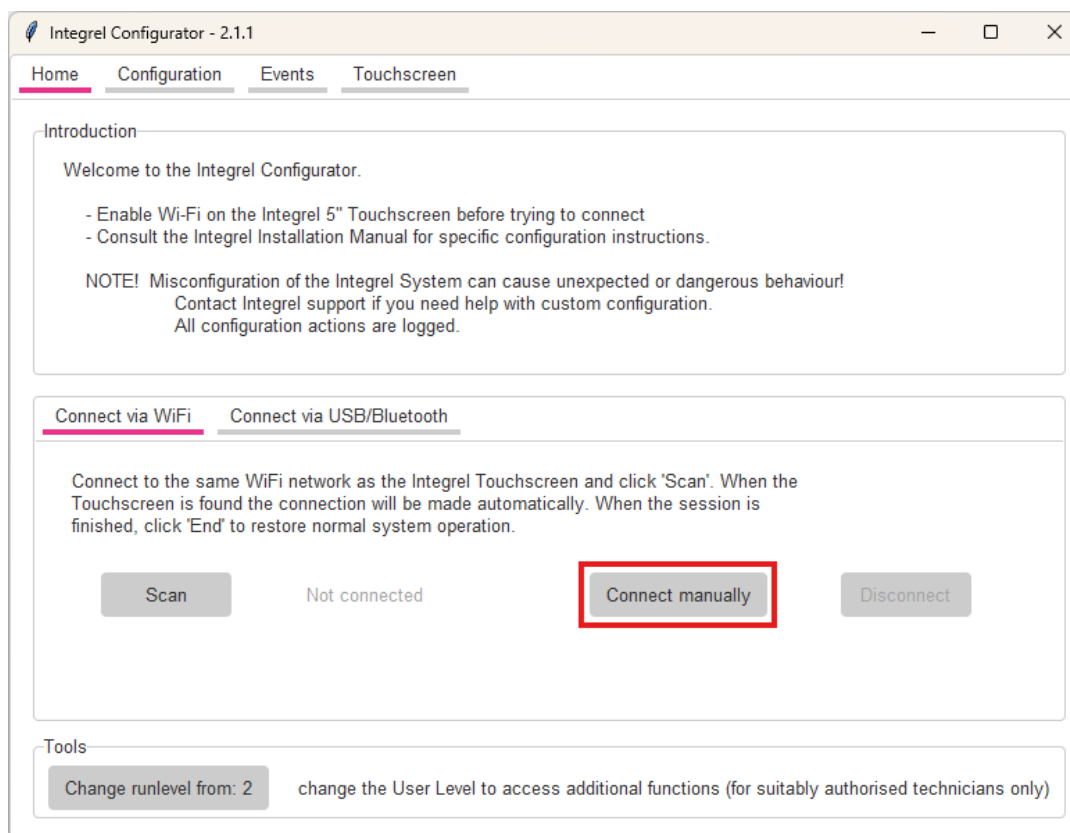 Integrel Configurator - 2.1.1
Home Configuration Events Touchscreen
Introduction
Welcome to the Integrel Configurator.
- Enable Wi-Fi on the Integrel 5" Touchscreen before trying to connect
- Consult the Integrel Installation Manual for specific configuration instructions.
NOTE! Misconfiguration of the Integrel System can cause unexpected or dangerous behaviour!
Contact Integrel support if you need help with custom configuration.
All configuration actions are logged.
Connect via WiFi Connect via USB/Bluetooth
Connect to the same WiFi network as the Integrel Touchscreen and click 'Scan'. When the
Touchscreen is found the connection will be made automatically. When the session is
finished, click 'End' to restore normal system operation.
Scan Not connected Connect manually Disconnect
Tools
Change runlevel from: 2 change the User Level to access additional functions (for suitably authorised technicians only)